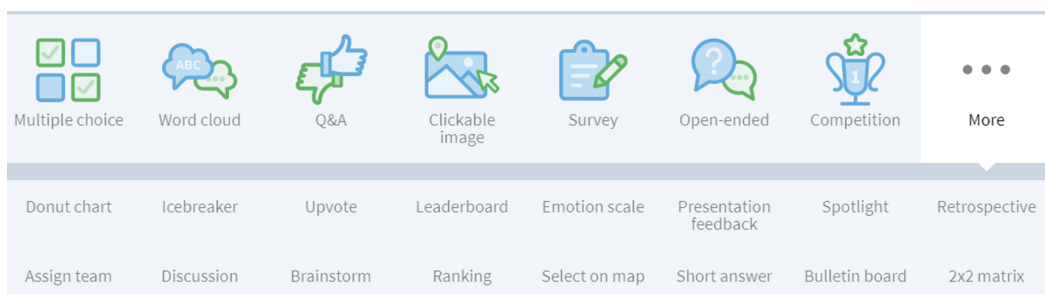 ABC
1
Multiple choice
Word cloud
Q&A
Clickable
image
Survey
Open-ended
Competition
More
Donut chart
Icebreaker
Upvote
Leaderboard
Emotion scale
Presentation
feedback
Spotlight
Retrospective
Assign team
Discussion
Brainstorm
Ranking
Select on map
Short answer
Bulletin board
2x2 matrix